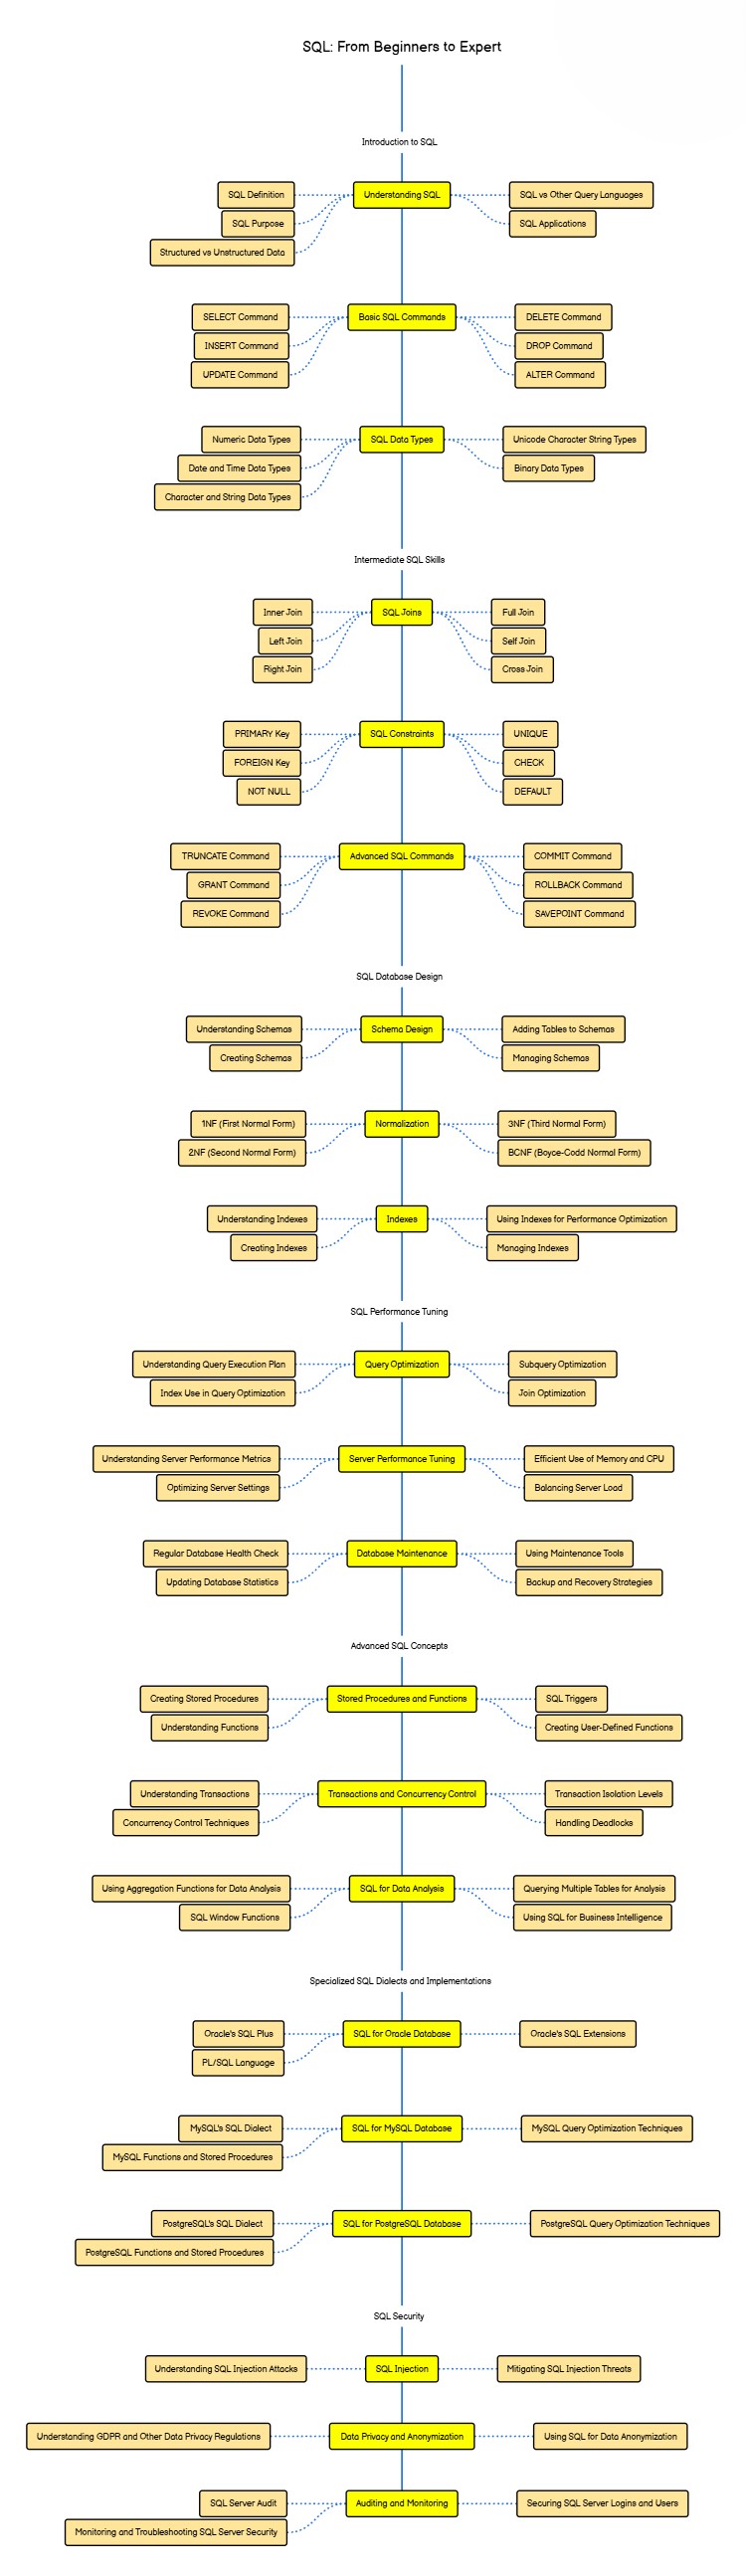 SQL: From Beginners to Expert
Introduction to SQL
Understanding SQL
SQL Definition
SQL Purpose
Structured vs Unstructured Data
SQL vs Other Query Languages
SQL Applications
Basic SQL Commands
SELECT Command
INSERT Command
UPDATE Command
DELETE Command
DROP Command
ALTER Command
SQL Data Types
Numeric Data Types
Date and Time Data Types
Character and String Data Types
Unicode Character String Types
Binary Data Types
Intermediate SQL Skills
SQL Joins
Inner Join
Left Join
Right Join
Full Join
Self Join
Cross Join
SQL Constraints
PRIMARY Key
FOREIGN Key
NOT NULL
UNIQUE
CHECK
DEFAULT
Advanced SQL Commands
TRUNCATE Command
GRANT Command
REVOKE Command
COMMIT Command
ROLLBACK Command
SAVEPOINT Command
SQL Database Design
Schema Design
Understanding Schemas
Creating Schemas
Adding Tables to Schemas
Managing Schemas
Normalization
1NF (First Normal Form)
2NF (Second Normal Form)
3NF (Third Normal Form)
BCNF (Boyce-Codd Normal Form)
Indexes
Understanding Indexes
Creating Indexes
Using Indexes for Performance Optimization
Managing Indexes
SQL Performance Tuning
Query Optimization
Understanding Query Execution Plan
Index Use in Query Optimization
Subquery Optimization
Join Optimization
Server Performance Tuning
Understanding Server Performance Metrics
Optimizing Server Settings
Efficient Use of Memory and CPU
Balancing Server Load
Database Maintenance
Regular Database Health Check
Updating Database Statistics
Using Maintenance Tools
Backup and Recovery Strategies
Advanced SQL Concepts
Stored Procedures and Functions
Creating Stored Procedures
Understanding Functions
SQL Triggers
Creating User-Defined Functions
Transactions and Concurrency Control
Understanding Transactions
Concurrency Control Techniques
Transaction Isolation Levels
Handling Deadlocks
SQL for Data Analysis
Using Aggregation Functions for Data Analysis
SQL Window Functions
Querying Multiple Tables for Analysis
Using SQL for Business Intelligence
Specialized SQL Dialects and Implementations
SQL for Oracle Database
Oracle's SQL Plus
PL/SQL Language
Oracle's SQL Extensions
SQL for MySQL Database
MySQL's SQL Dialect
MySQL Functions and Stored Procedures
MySQL Query Optimization Techniques
SQL for PostgreSQL Database
PostgreSQL's SQL Dialect
PostgreSQL Functions and Stored Procedures
PostgreSQL Query Optimization Techniques
SQL Security
SQL Injection
Understanding SQL Injection Attacks
Mitigating SQL Injection Threats
Data Privacy and Anonymization
Understanding GDPR and Other Data Privacy Regulations
Using SQL for Data Anonymization
Auditing and Monitoring
SQL Server Audit
Monitoring and Troubleshooting SQL Server Security
Securing SQL Server Logins and Users